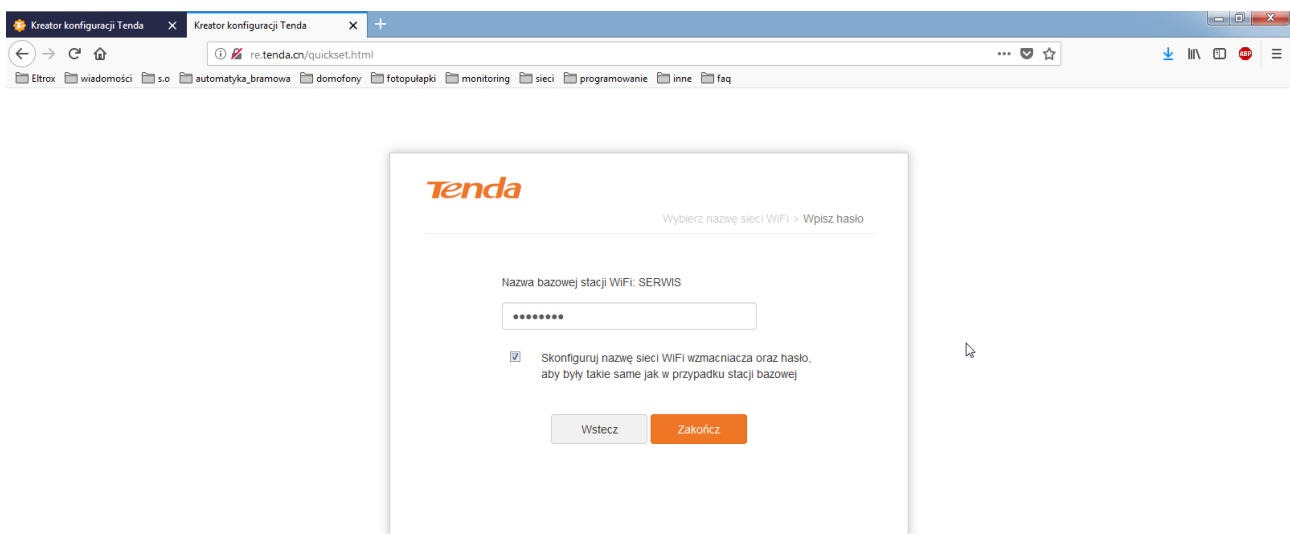 Kreator konfiguracji Tenda
Kreator konfiguracji Tenda
re.tenda.cn/quickset.html
Eltrox wiadomości s.o automatyka_bramowa domofony fotopułapki monitoring sieci programowanie inne faq
ABP
Tenda
Wybierz nazwę sieci WiFi > Wpisz hasło
Nazwa bazowej stacji WiFi: SERWIS
••••••••
Skonfiguruj nazwę sieci WiFi wzmacniacza oraz hasło,
aby były takie same jak w przypadku stacji bazowej
Wstecz Zakończ